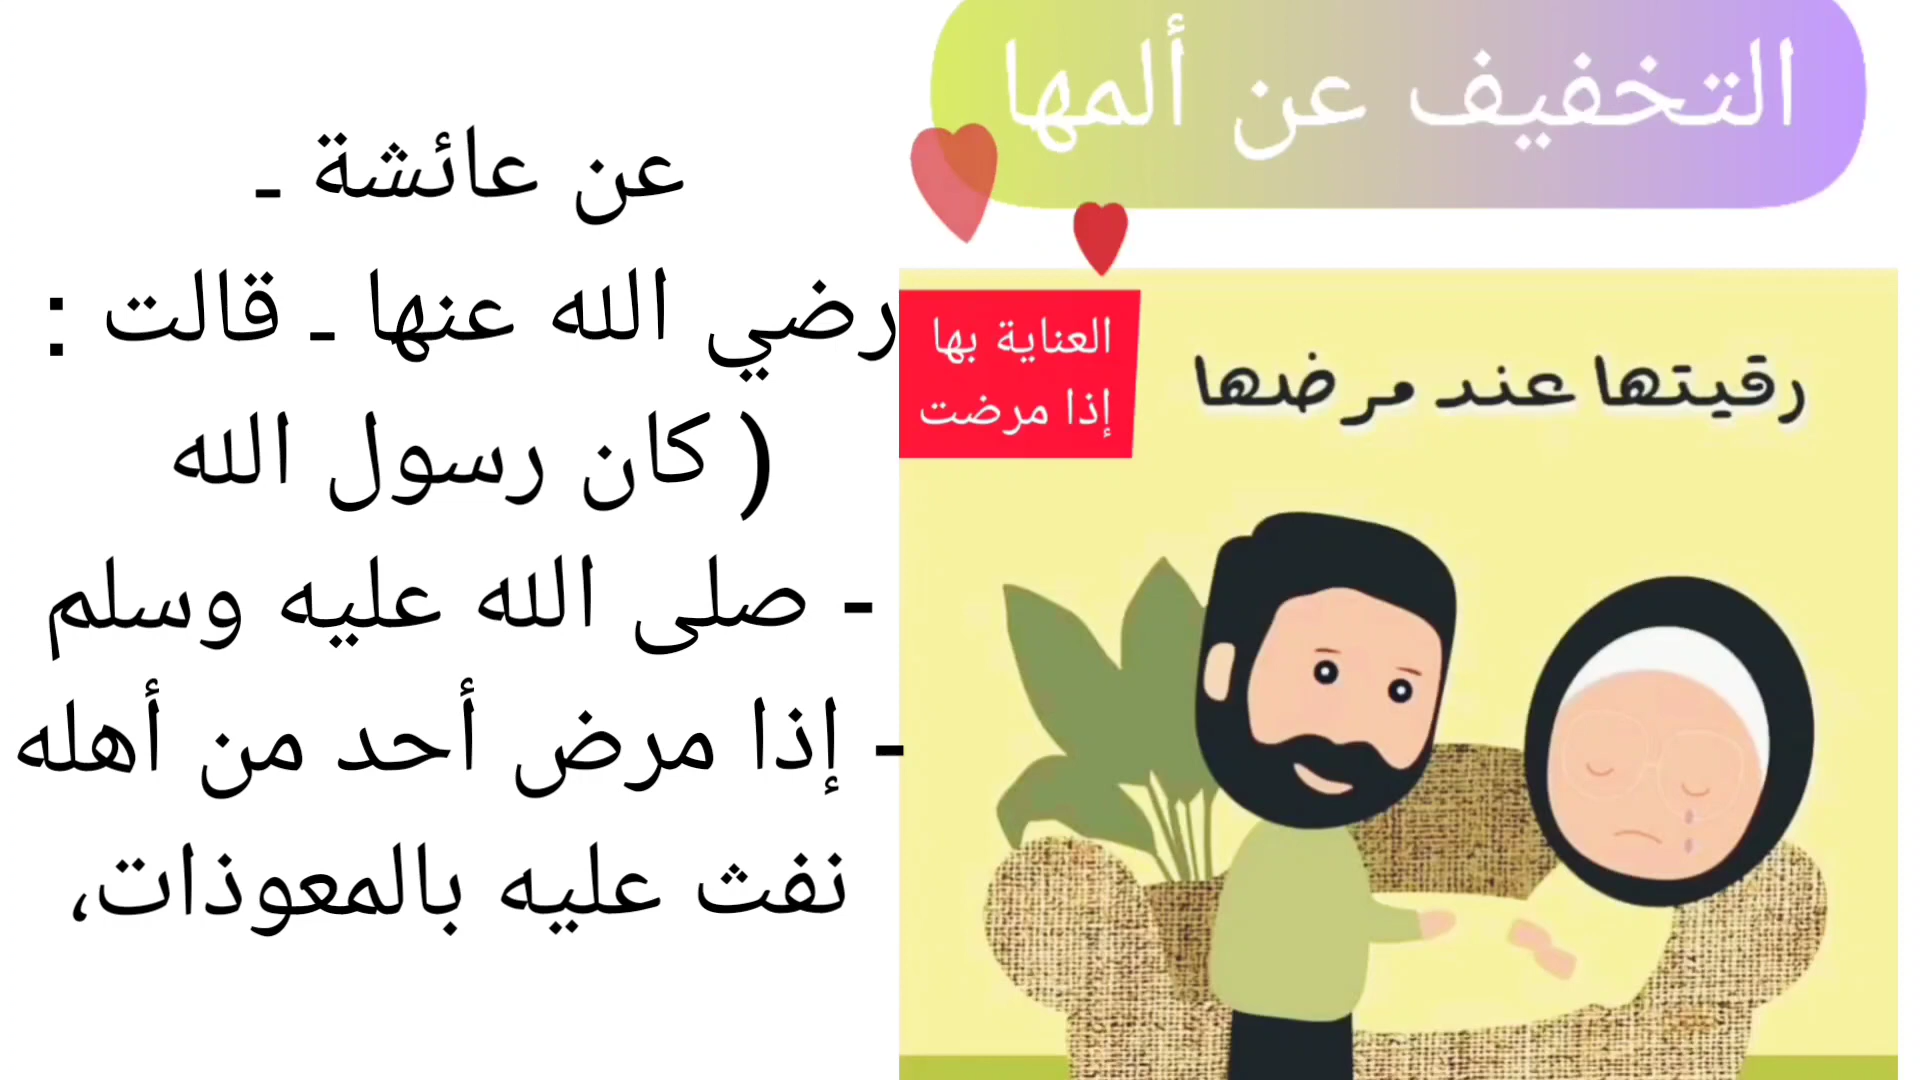 التخفيف عن ألمها
العناية بها
إذا مرضت
رقيتها عند مرضها
عن عائشة ـ
رضي الله عنها ـ قالت :
( كان رسول الله
- صلى الله عليه وسلم
- إذا مرض أحد من أهله
نفث عليه بالمعوذات،